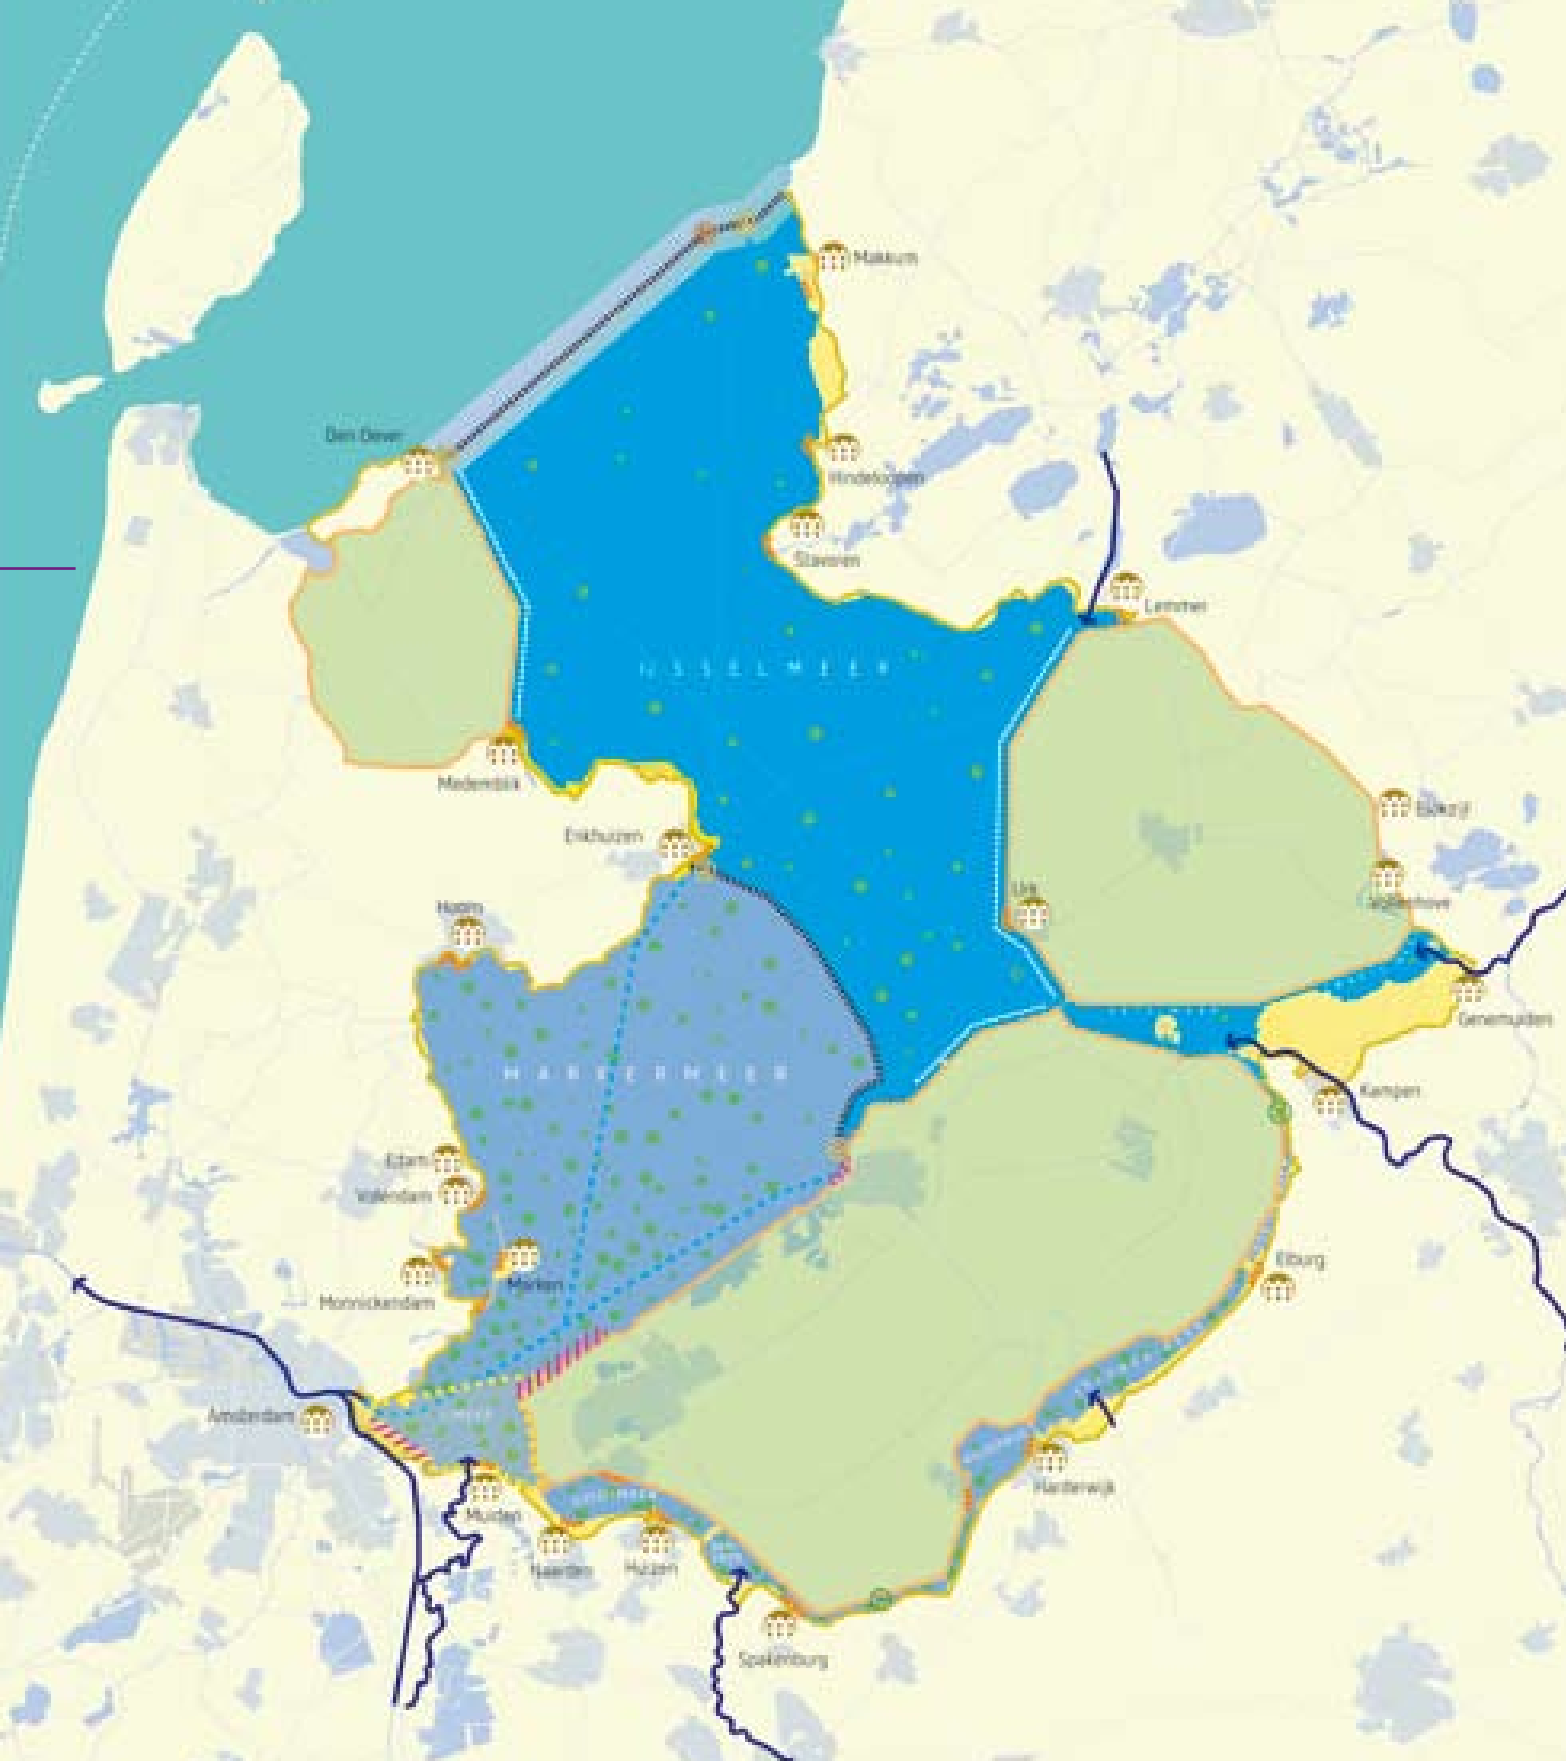 Makkum
Den Oever
Hindeloopen
Stavoren
Lemmer
IJSSELMEER
Medemblik
Enkhuizen
Blokzijl
Urk
Hoorn
Genemuiden
MARKERMEER
Kampen
Edam
Volendam
Elburg
Marken
Monnickendam
Amsterdam
Harderwijk
Muiden
Naarden
Huizen
Spakenburg